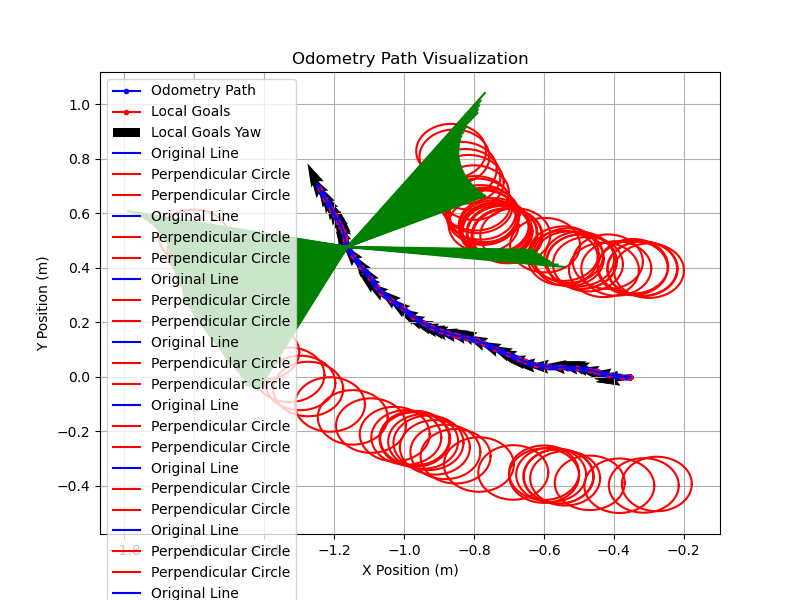 Odometry Path Visualization
Y Position (m)
1.0
0.8
0.6
0.4
0.2
0.0
−0.2
−0.4
Odometry Path
Local Goals
Local Goals Yaw
Original Line
Perpendicular Circle
Perpendicular Circle
Original Line
Perpendicular Circle
Perpendicular Circle
Original Line
Perpendicular Circle
Perpendicular Circle
Original Line
Perpendicular Circle
Perpendicular Circle
Original Line
Perpendicular Circle
Perpendicular Circle
Original Line
Perpendicular Circle
Perpendicular Circle
Original Line
Perpendicular Circle
Perpendicular Circle
Original Line
−1.8
−1.2
−1.0
−0.8
−0.6
−0.4
−0.2
X Position (m)